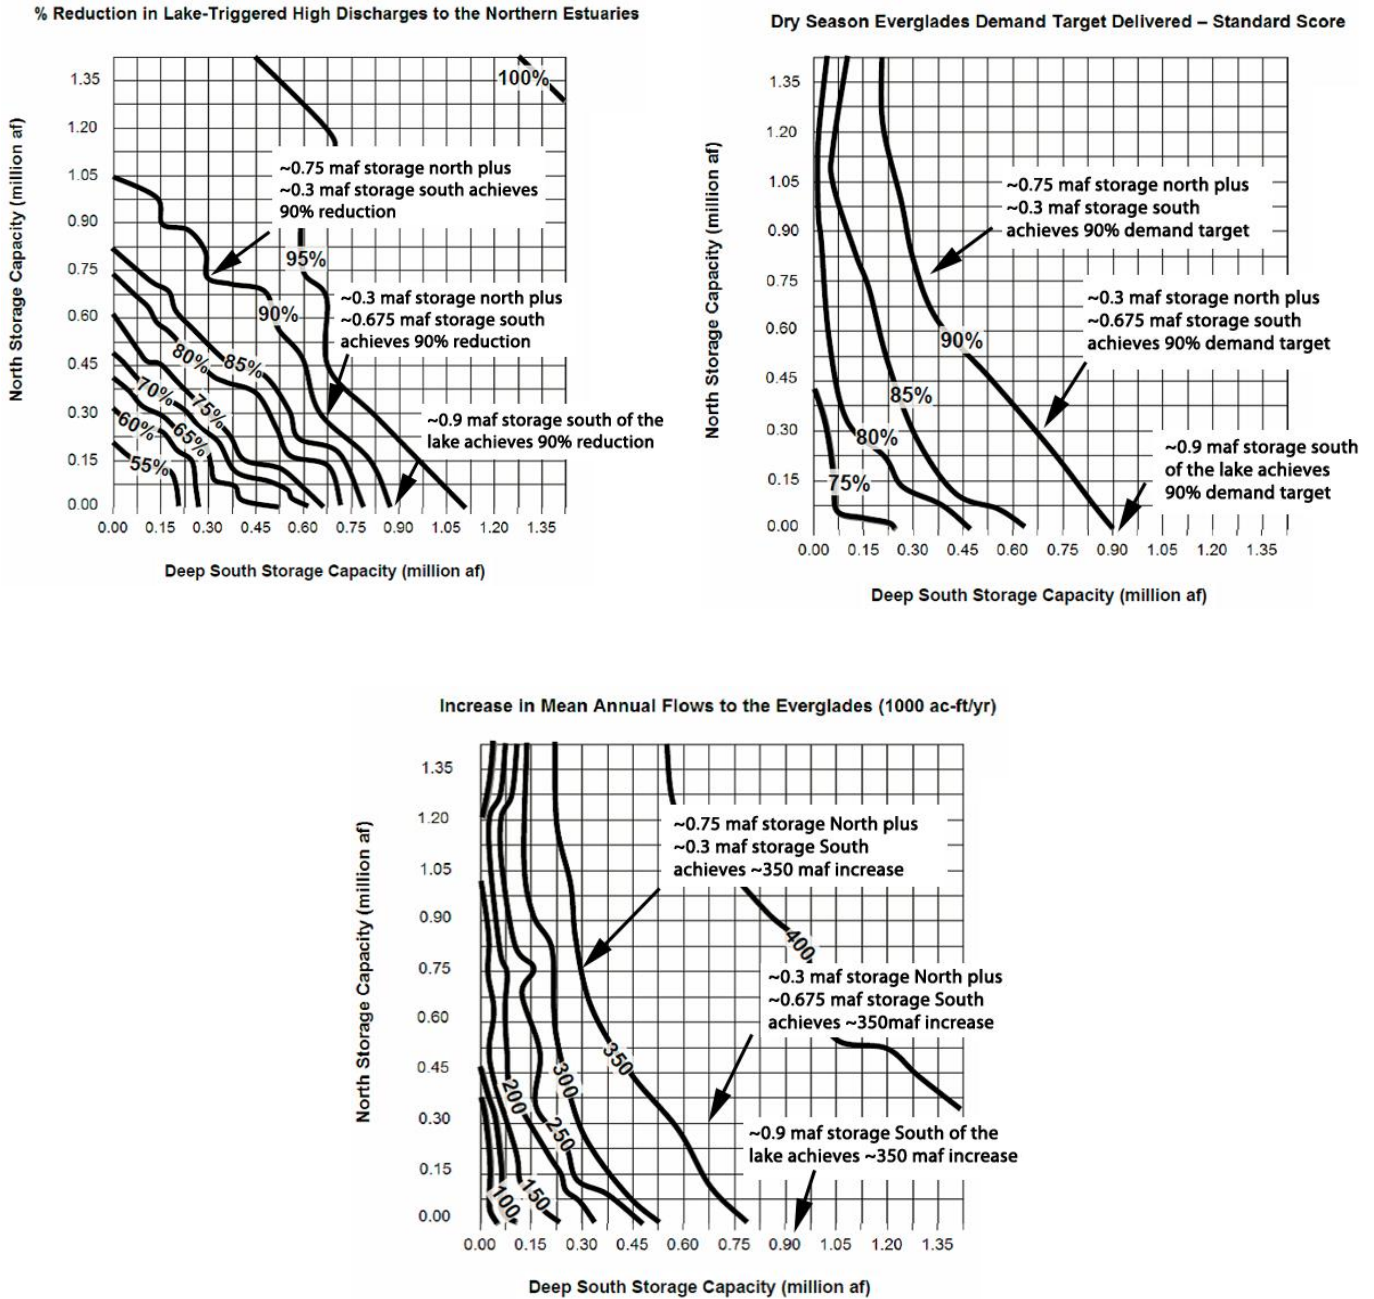 % Reduction in Lake-Triggered High Discharges to the Northern Estuaries
North Storage Capacity (million af)
1.35
1.20
1.05
0.90
0.75
0.60
0.45
0.30
0.15
0.00
100%
~0.75 maf storage north plus
~0.3 maf storage south achieves
90% reduction
95%
~0.3 maf storage north plus
~0.675 maf storage south
achieves 90% reduction
90%
80%
85%
70%
75%
~0.9 maf storage south of the
lake achieves 90% reduction
60%
65%
55%
0.00 0.15 0.30 0.45 0.60 0.75 0.90 1.05 1.20 1.35
Deep South Storage Capacity (million af)
Dry Season Everglades Demand Target Delivered – Standard Score
North Storage Capacity (million af)
1.35
1.20
1.05
0.90
0.75
0.60
0.45
0.30
0.15
0.00
~0.75 maf storage north plus
~0.3 maf storage south
achieves 90% demand target
~0.3 maf storage north plus
~0.675 maf storage south
achieves 90% demand target
90%
85%
80%
~0.9 maf storage south
of the lake achieves
90% demand target
75%
0.00 0.15 0.30 0.45 0.60 0.75 0.90 1.05 1.20 1.35
Deep South Storage Capacity (million af)
Increase in Mean Annual Flows to the Everglades (1000 ac-ft/yr)
North Storage Capacity (million af)
1.35
1.20
1.05
0.90
0.75
0.60
0.45
0.30
0.15
0.00
~0.75 maf storage North plus
~0.3 maf storage South
achieves ~350 maf increase
400
~0.3 maf storage North plus
~0.675 maf storage South
achieves ~350maf increase
350
300
200
250
~0.9 maf storage South of the
lake achieves ~350 maf increase
150
100
0.00 0.15 0.30 0.45 0.60 0.75 0.90 1.05 1.20 1.35
Deep South Storage Capacity (million af)